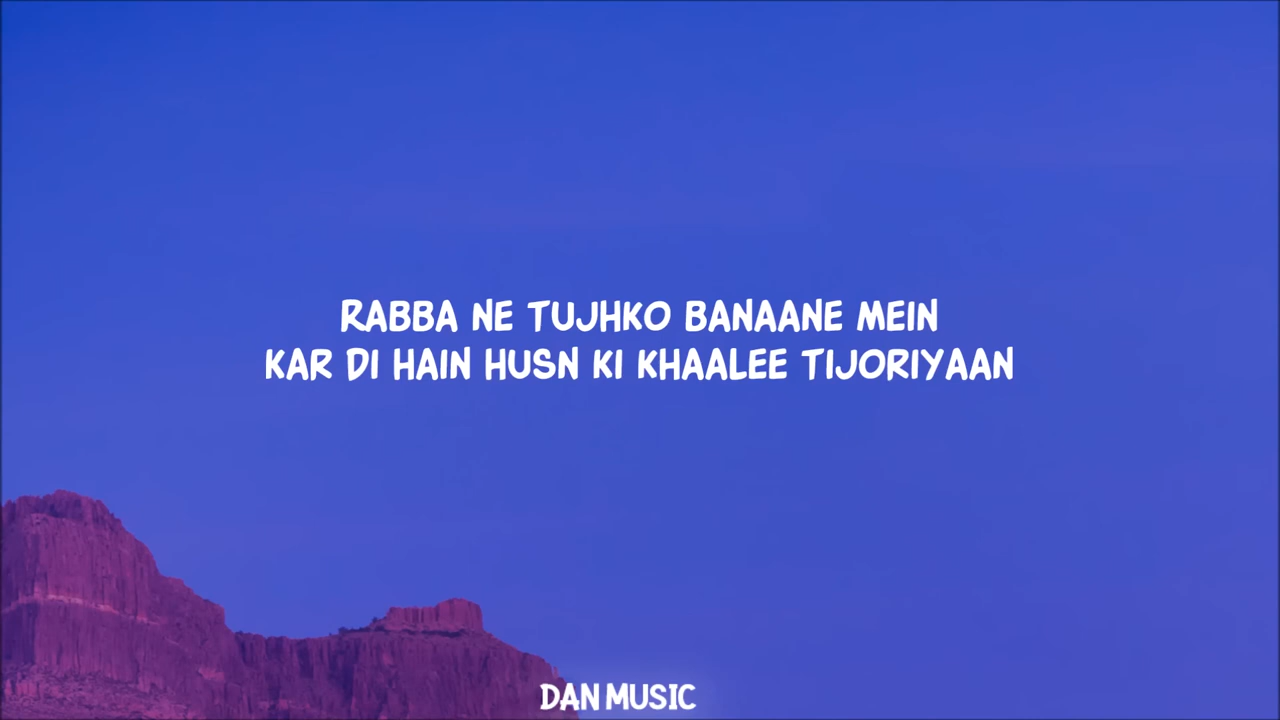 RABBA NE TUJHKO BANAANE MEIN
KAR DI HAIN HUSN KI KHAALEE TIJORIYAAN
DAN MUSIC